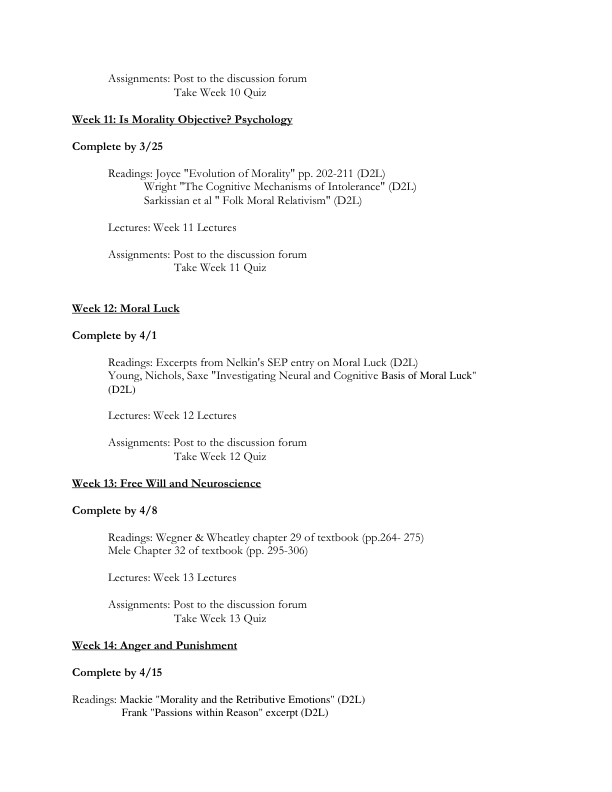 Assignments: Post to the discussion forum
Take Week 10 Quiz
Week 11: Is Morality Objective? Psychology
Complete by 3/25
Readings: Joyce "Evolution of Morality" pp. 202-211 (D2L)
Wright "The Cognitive Mechanisms of Intolerance" (D2L)
Sarkissian et al " Folk Moral Relativism" (D2L)
Lectures: Week 11 Lectures
Assignments: Post to the discussion forum
Take Week 11 Quiz
Week 12: Moral Luck
Complete by 4/1
Readings: Excerpts from Nelkin's SEP entry on Moral Luck (D2L)
Young, Nichols, Saxe "Investigating Neural and Cognitive Basis of Moral Luck"
(D2L)
Lectures: Week 12 Lectures
Assignments: Post to the discussion forum
Take Week 12 Quiz
Week 13: Free Will and Neuroscience
Complete by 4/8
Readings: Wegner & Wheatley chapter 29 of textbook (pp.264- 275)
Mele Chapter 32 of textbook (pp. 295-306)
Lectures: Week 13 Lectures
Assignments: Post to the discussion forum
Take Week 13 Quiz
Week 14: Anger and Punishment
Complete by 4/15
Readings: Mackie "Morality and the Retributive Emotions" (D2L)
Frank "Passions within Reason" excerpt (D2L)